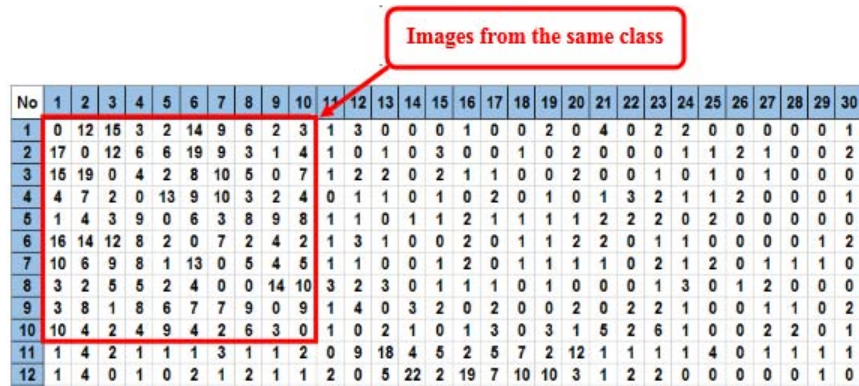 Images from the same class
No 1 2 3 4 5 6 7 8 9 10 11 12 13 14 15 16 17 18 19 20 21 22 23 24 25 26 27 28 29 30
1 0 12 15 3 2 14 9 6 2 3 1 3 0 0 0 1 0 0 2 0 4 0 2 2 0 0 0 0 0 1
2 17 0 12 6 6 19 9 3 1 4 1 0 1 0 3 0 0 1 0 2 0 0 0 1 1 2 1 0 0 2
3 15 19 0 4 2 8 10 5 0 7 1 2 2 0 2 1 1 0 0 2 0 0 1 0 1 0 1 0 0 0
4 4 7 2 0 13 9 10 3 2 4 0 1 1 0 1 0 2 0 1 0 1 3 2 1 1 2 0 0 0 1
5 1 4 3 9 0 6 3 8 9 8 1 1 0 1 1 2 1 1 1 1 2 2 2 0 2 0 0 0 0 0
6 16 14 12 8 2 0 7 2 4 2 1 3 1 0 0 2 0 1 1 2 2 0 1 1 0 0 0 0 1 2
7 10 6 9 8 1 13 0 5 4 5 1 1 0 0 1 2 0 1 1 1 1 0 2 1 2 0 1 1 1 0
8 3 2 5 5 2 4 0 0 14 10 3 2 3 0 1 1 1 0 1 0 0 0 1 3 0 1 2 0 0 0
9 3 8 1 8 6 7 7 9 0 9 1 4 0 3 2 0 2 0 0 2 0 2 2 1 0 0 1 1 0 2
10 10 4 2 4 9 4 2 6 3 0 1 0 2 1 0 1 3 0 3 1 5 2 6 1 0 0 2 2 0 1
11 1 4 2 1 1 1 3 1 1 2 0 9 18 4 5 2 5 7 2 12 1 1 1 1 4 0 1 1 1 1
12 1 4 0 1 0 2 1 2 1 1 2 0 5 22 2 19 7 10 10 3 1 2 2 0 0 0 0 0 1 0